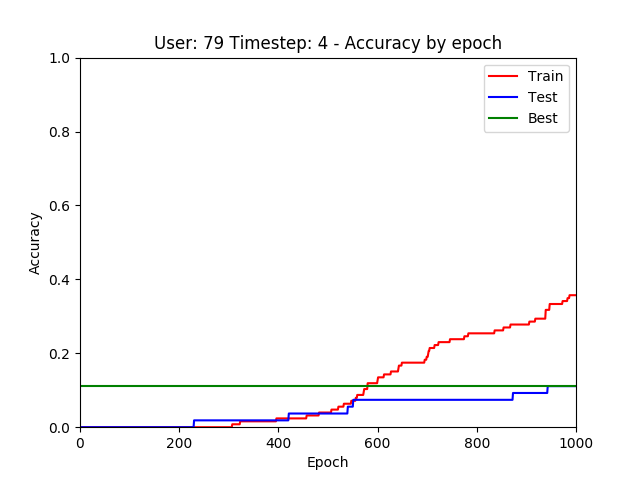 User: 79 Timestep: 4 - Accuracy by epoch
1.0
0.8
0.6
0.4
0.2
0.0
Accuracy
Train
Test
Best
0 200 400 600 800 1000
Epoch